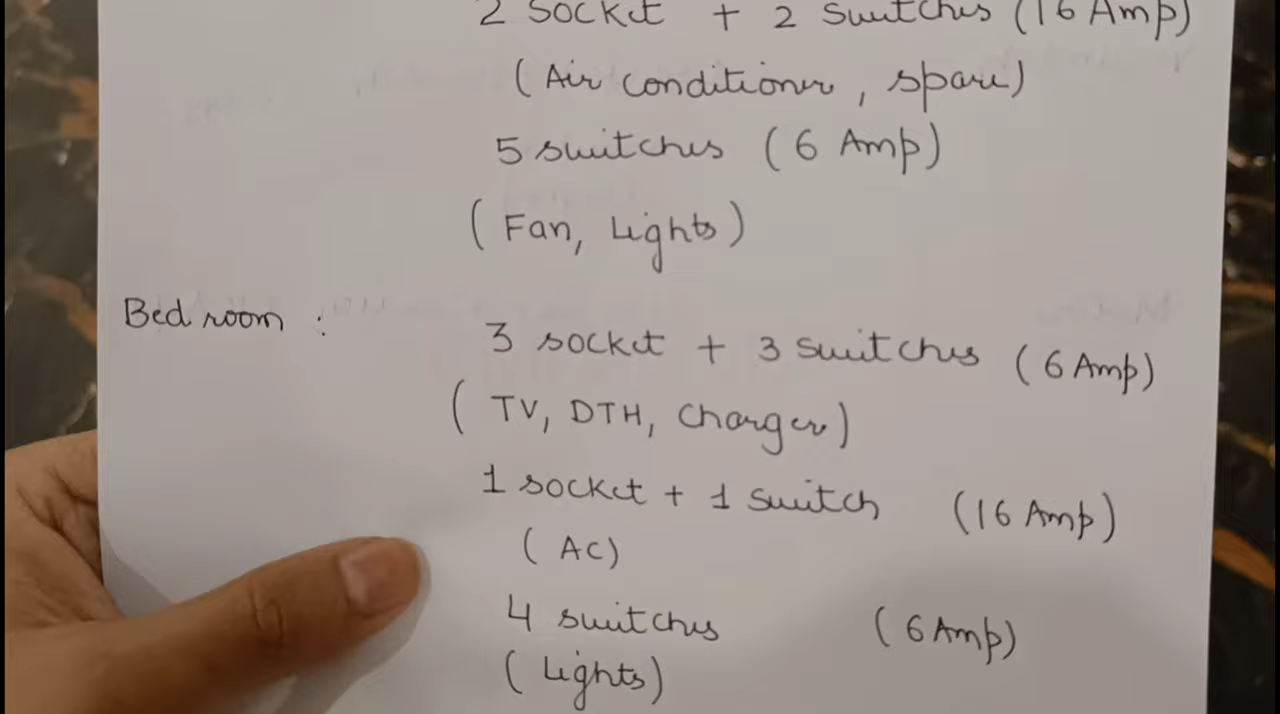 2 Socket + 2 Switches (16 Amp)
(Air conditioner, spare)
5 switches (6 Amp)
(Fan, Lights)
Bed room :
3 socket + 3 Switches (6 Amp)
(TV, DTH, Charger)
1 socket + 1 Switch (16 Amp)
(AC)
4 switches (6 Amp)
(Lights)